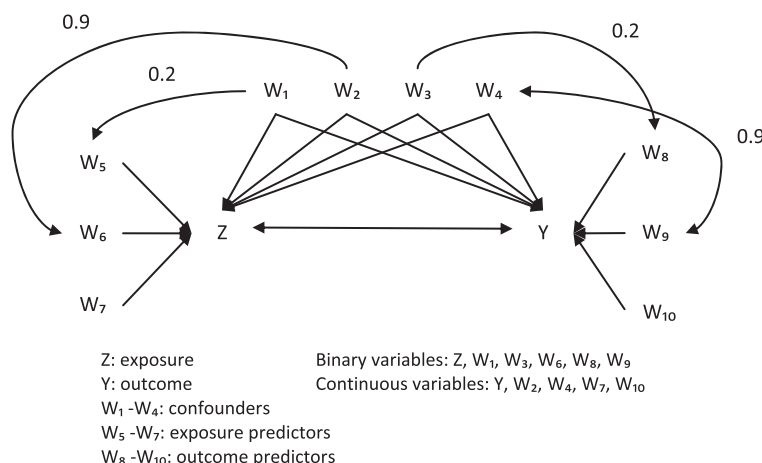 0.9
0.2
0.2
W₁ W₂ W₃ W₄
0.9
W₅
W₈
W₆ Z Y W₉
W₇
W₁₀
Z: exposure Binary variables: Z, W₁, W₃, W₆, W₈, W₉
Y: outcome Continuous variables: Y, W₂, W₄, W₇, W₁₀
W₁ -W₄: confounders
W₅ -W₇: exposure predictors
W₈ -W₁₀: outcome predictors